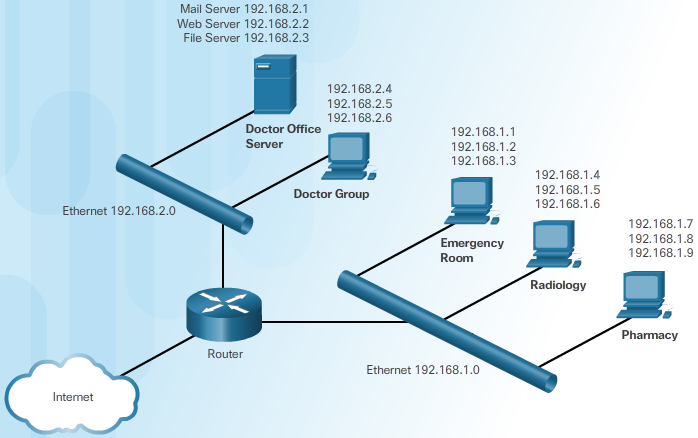 Mail Server 192.168.2.1
Web Server 192.168.2.2
File Server 192.168.2.3
192.168.2.4
192.168.2.5
192.168.2.6
Doctor Office
Server
Doctor Group
Ethernet 192.168.2.0
192.168.1.1
192.168.1.2
192.168.1.3
Emergency
Room
192.168.1.4
192.168.1.5
192.168.1.6
Radiology
192.168.1.7
192.168.1.8
192.168.1.9
Pharmacy
Router
Ethernet 192.168.1.0
Internet